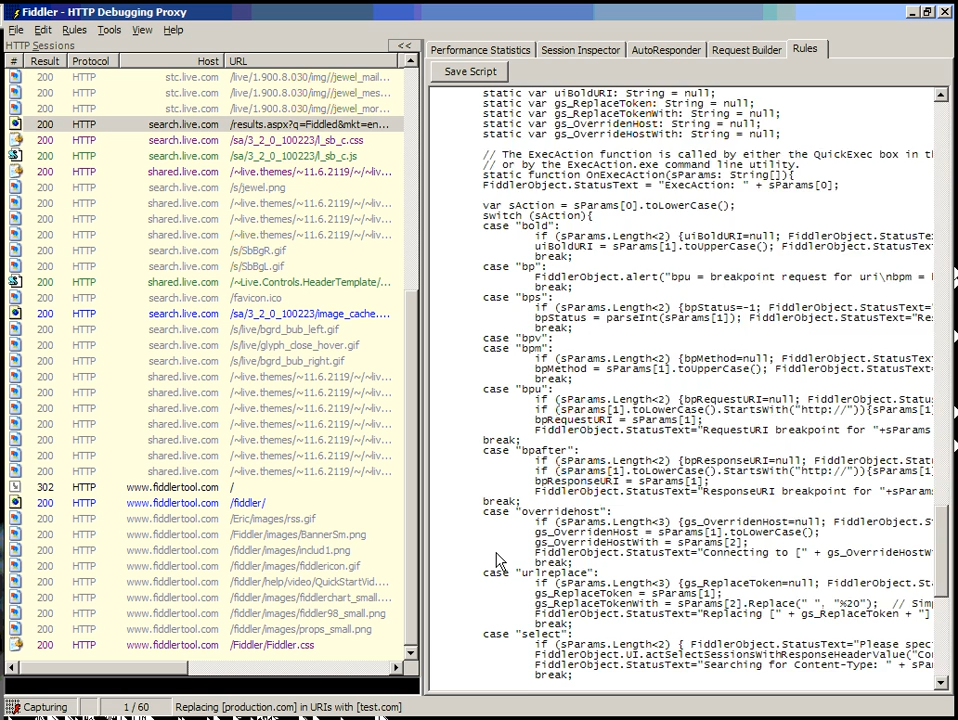 Fiddler - HTTP Debugging Proxy
File Edit Rules Tools View Help
HTTP Sessions <<
# Result Protocol Host URL
200 HTTP stc.live.com /live/1.900.8.030/img//jewel_mail...
200 HTTP stc.live.com /live/1.900.8.030/img//jewel_mes...
200 HTTP stc.live.com /live/1.900.8.030/img//jewel_mor...
200 HTTP search.live.com /results.aspx?q=Fiddled&mkt=en...
200 HTTP search.live.com /sa/3_2_0_100223/l_sb_c.css
200 HTTP search.live.com /sa/3_2_0_100223/l_sb_c.js
200 HTTP shared.live.com /~live.themes/~11.6.2119/~/~liv...
200 HTTP search.live.com /s/jewel.png
200 HTTP shared.live.com /~live.themes/~11.6.2119/~/~liv...
200 HTTP shared.live.com /~live.themes/~11.6.2119/~/~liv...
200 HTTP shared.live.com /~live.themes/~11.6.2119/~/~liv...
200 HTTP search.live.com /s/SbBgR.gif
200 HTTP search.live.com /s/SbBgL.gif
200 HTTP shared.live.com /~Live.Controls.HeaderTemplate/...
200 HTTP search.live.com /favicon.ico
200 HTTP search.live.com /sa/3_2_0_100223/image_cache....
200 HTTP search.live.com /s/live/bgrd_bub_left.gif
200 HTTP search.live.com /s/live/glyph_dose_hover.gif
200 HTTP search.live.com /s/live/bgrd_bub_right.gif
200 HTTP shared.live.com /~live.themes/~11.6.2119/~/~liv...
200 HTTP shared.live.com /~live.themes/~11.6.2119/~/~liv...
200 HTTP shared.live.com /~live.themes/~11.6.2119/~/~liv...
200 HTTP shared.live.com /~live.themes/~11.6.2119/~/~liv...
200 HTTP shared.live.com /~live.themes/~11.6.2119/~/~liv...
200 HTTP shared.live.com /~live.themes/~11.6.2119/~/~liv...
200 HTTP shared.live.com /~live.themes/~11.6.2119/~/~liv...
302 HTTP www.fiddlertool.com /
200 HTTP www.fiddlertool.com /fiddler/
200 HTTP www.fiddlertool.com /Eric/images/rss.gif
200 HTTP www.fiddlertool.com /Fiddler/images/BannerSm.png
200 HTTP www.fiddlertool.com /fiddler/images/includ1.png
200 HTTP www.fiddlertool.com /fiddler/images/fiddlericon.gif
200 HTTP www.fiddlertool.com /fiddler/help/video/QuickStartVid...
200 HTTP www.fiddlertool.com /fiddler/images/fiddlerchart_small...
200 HTTP www.fiddlertool.com /fiddler/images/fiddler98_small.png
200 HTTP www.fiddlertool.com /fiddler/images/props_small.png
200 HTTP www.fiddlertool.com /Fiddler/Fiddler.css
Performance Statistics Session Inspector AutoResponder Request Builder Rules
Save Script
static var uiBoldURI: String = null;
static var gs_ReplaceToken: String = null;
static var gs_ReplaceTokenWith: String = null;
static var gs_OverridenHost: String = null;
static var gs_OverrideHostWith: String = null;
// The ExecAction function is called by either the QuickExec box in th
// or by the ExecAction.exe command line utility.
static function OnExecAction(sParams: String[]){
FiddlerObject.StatusText = "ExecAction: " + sParams[0];
var sAction = sParams[0].toLowerCase();
switch (sAction){
case "bold":
if (sParams.Length<2) {uiBoldURI=null; FiddlerObject.StatusTex
uiBoldURI = sParams[1].toUpperCase(); FiddlerObject.StatusText
break;
case "bp":
FiddlerObject.alert("bpu = breakpoint request for uri\nbpm = 
break;
case "bps":
if (sParams.Length<2) {bpStatus=-1; FiddlerObject.StatusText="
bpStatus = parseInt(sParams[1]); FiddlerObject.StatusText="Res
break;
case "bpv":
case "bpm":
if (sParams.Length<2) {bpMethod=null; FiddlerObject.StatusText
bpMethod = sParams[1].toUpperCase(); FiddlerObject.StatusText=
break;
case "bpu":
if (sParams.Length<2) {bpRequestURI=null; FiddlerObject.Statu
if (sParams[1].toLowerCase().StartsWith("http://")){sParams[1]
bpRequestURI = sParams[1];
FiddlerObject.StatusText="RequestURI breakpoint for "+sParams
break;
case "bpafter":
if (sParams.Length<2) {bpResponseURI=null; FiddlerObject.Stat
if (sParams[1].toLowerCase().StartsWith("http://")){sParams[1]
bpResponseURI = sParams[1];
FiddlerObject.StatusText="ResponseURI breakpoint for "+sParam
break;
case "overridehost":
if (sParams.Length<3) {gs_OverridenHost=null; FiddlerObject.S
gs_OverridenHost = sParams[1].toLowerCase();
gs_OverrideHostWith = sParams[2];
FiddlerObject.StatusText="Connecting to [" + gs_OverrideHostW
break;
case "urlreplace":
if (sParams.Length<3) {gs_ReplaceToken=null; FiddlerObject.St
gs_ReplaceToken = sParams[1];
gs_ReplaceTokenWith = sParams[2].Replace(" ", "%20"); // Sim
FiddlerObject.StatusText="Replacing [" + gs_ReplaceToken + "]
break;
case "select":
if (sParams.Length<2) { FiddlerObject.StatusText="Please spec
FiddlerObject.UI.actSelectSessionsWithResponseHeaderValue("Co
FiddlerObject.StatusText="Searching for Content-Type: " + sPa
break;
Capturing 1 / 60 Replacing [production.com] in URIs with [test.com]